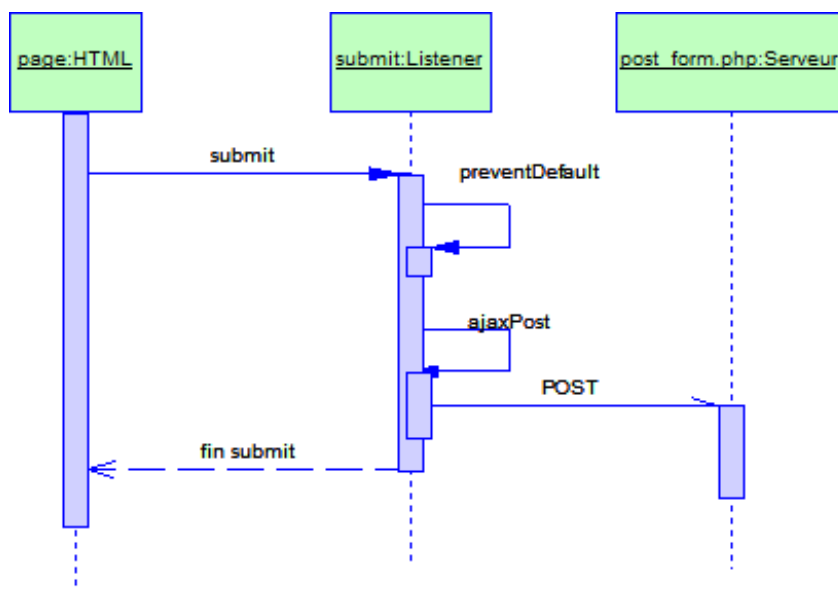 page:HTML
submit:Listener
post_form.php:Serveur
submit
preventDefault
ajaxPost
POST
fin submit